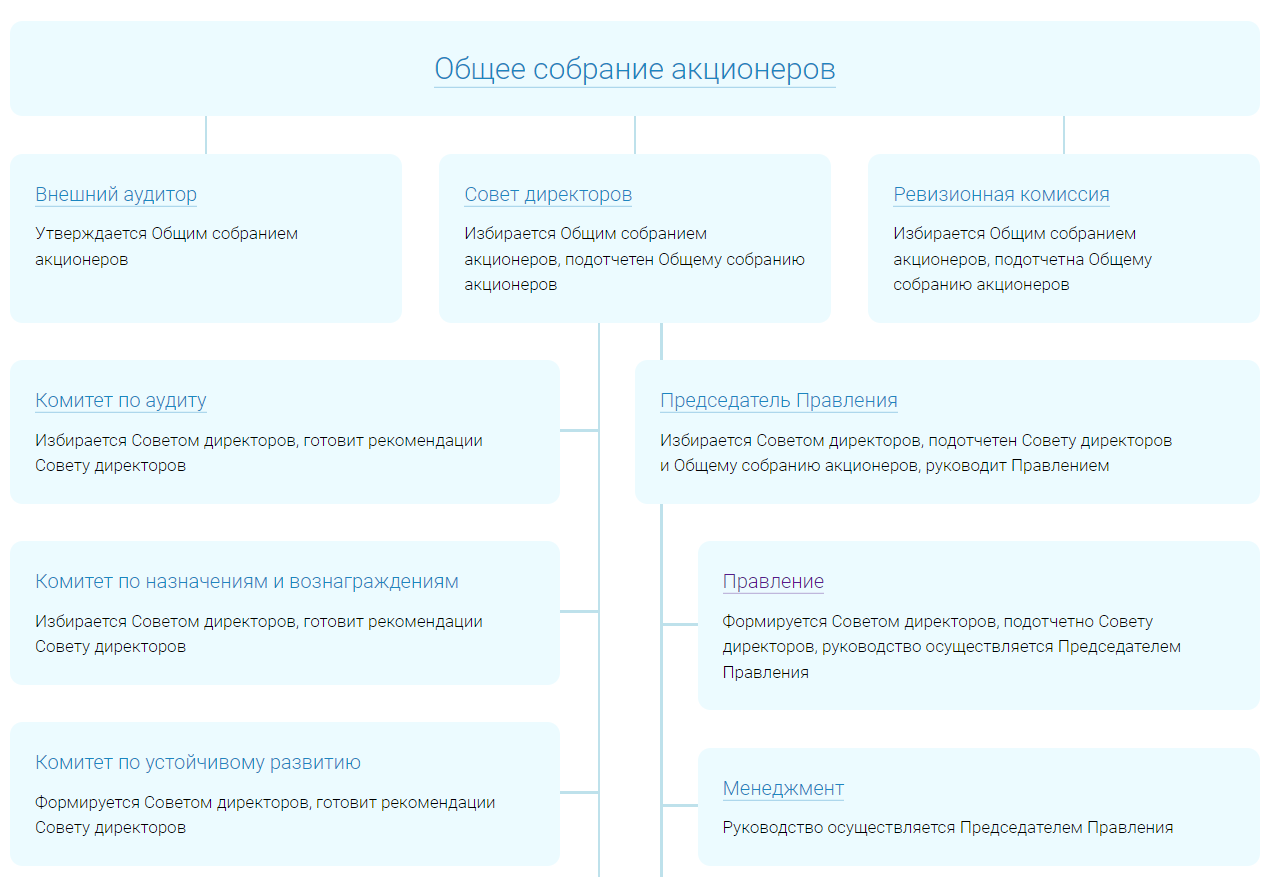 Общее собрание акционеров
Внешний аудитор
Утверждается Общим собранием
акционеров
Совет директоров
Избирается Общим собранием
акционеров, подотчетен Общему собранию
акционеров
Ревизионная комиссия
Избирается Общим собранием
акционеров, подотчетна Общему
собранию акционеров
Комитет по аудиту
Избирается Советом директоров, готовит рекомендации
Совету директоров
Председатель Правления
Избирается Советом директоров, подотчетен Совету директоров
и Общему собранию акционеров, руководит Правлением
Комитет по назначениям и вознаграждениям
Избирается Советом директоров, готовит рекомендации
Совету директоров
Правление
Формируется Советом директоров, подотчетно Совету
директоров, руководство осуществляется Председателем
Правления
Комитет по устойчивому развитию
Формируется Советом директоров, готовит рекомендации
Совету директоров
Менеджмент
Руководство осуществляется Председателем Правления